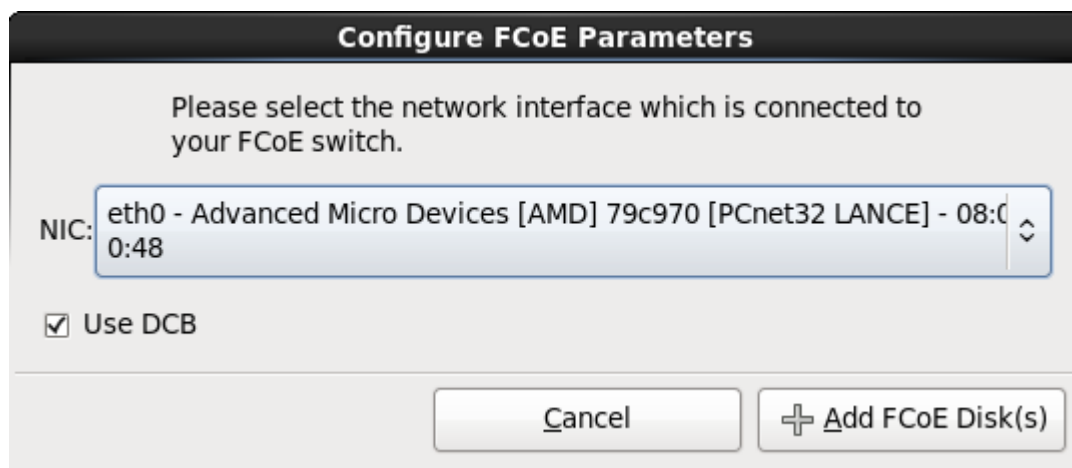 Configure FCoE Parameters
Please select the network interface which is connected to
your FCoE switch.
NIC:
eth0 - Advanced Micro Devices [AMD] 79c970 [PCnet32 LANCE] - 08:
0:48
Use DCB
Cancel
Add FCoE Disk(s)